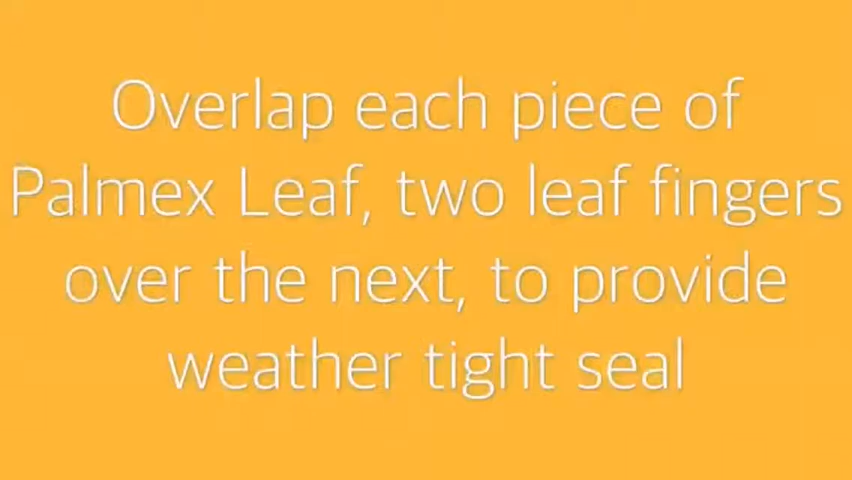 Overlap each piece of
Palmex Leaf, two leaf fingers
over the next, to provide
weather tight seal